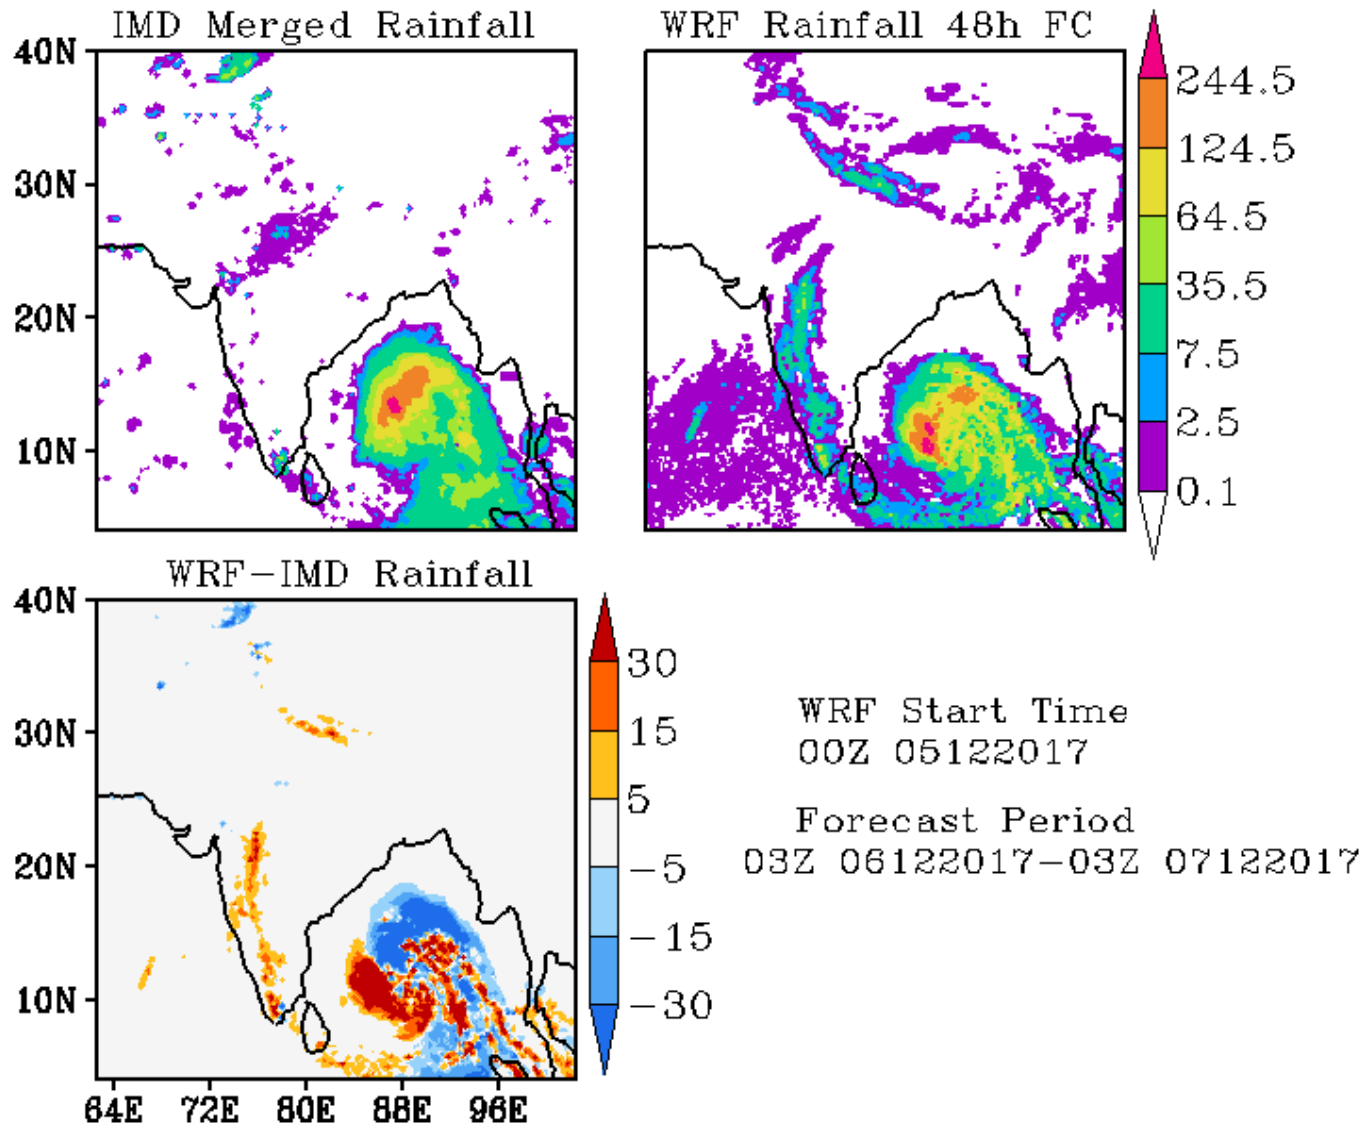 IMD Merged Rainfall
WRF Rainfall 48h FC
40N
30N
20N
10N
244.5
124.5
64.5
35.5
7.5
2.5
0.1
WRF-IMD Rainfall
40N
30N
20N
10N
64E 72E 80E 88E 96E
30
15
5
-5
-15
-30
WRF Start Time
00Z 05122017
Forecast Period
03Z 06122017-03Z 07122017